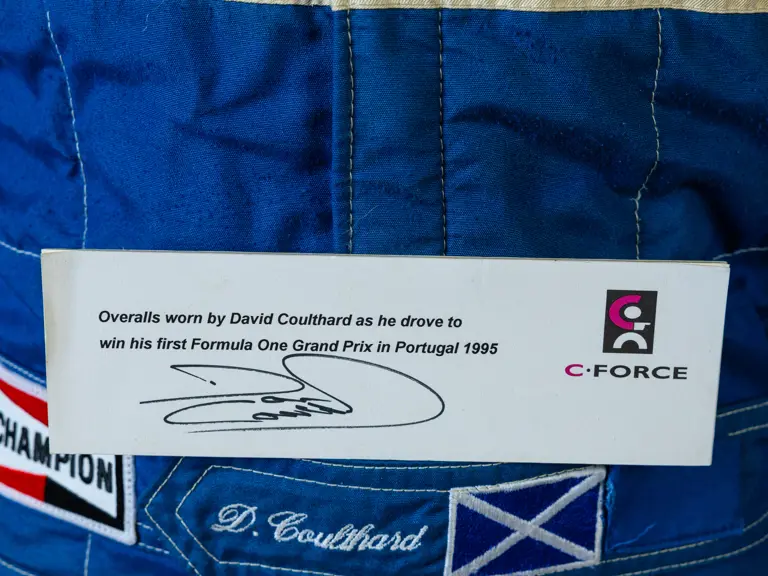 Overalls worn by David Coulthard as he drove to
win his first Formula One Grand Prix in Portugal 1995
C·FORCE
CHAMPION
D. Coulthard